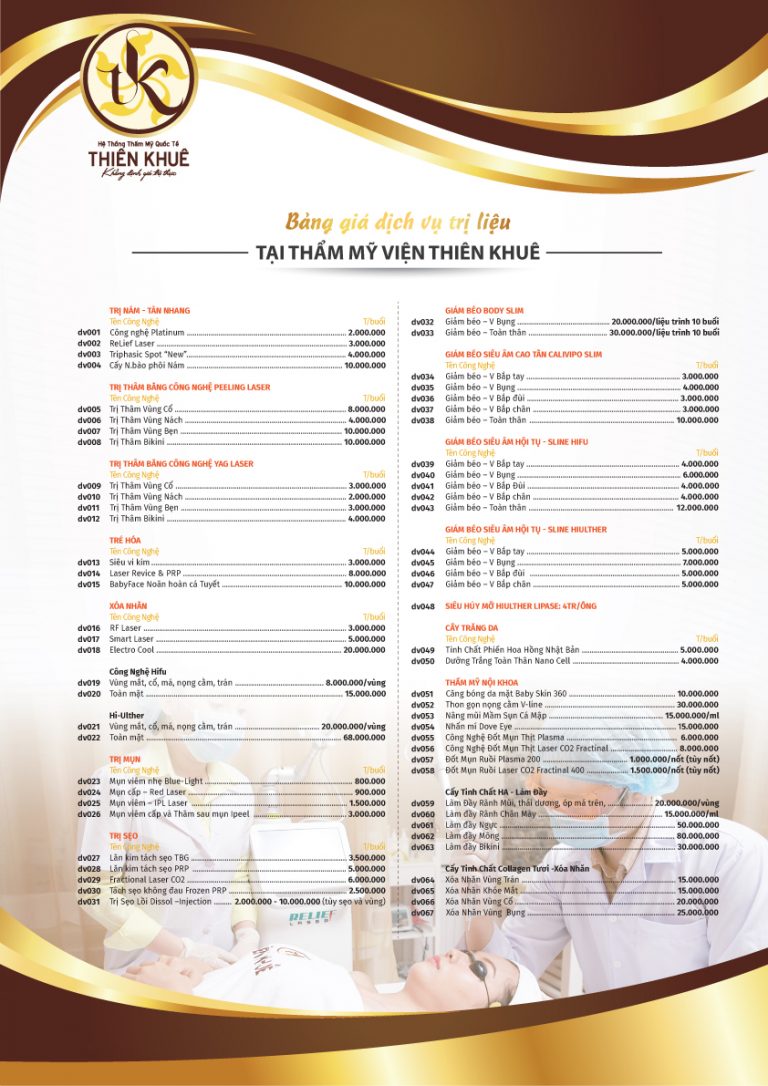 tK
Hệ Thống Thẩm Mỹ Quốc Tế
THIÊN KHUÊ
Khẳng định giá trị thực
Bảng giá dịch vụ trị liệu
TẠI THẨM MỸ VIỆN THIÊN KHUÊ
TRỊ NÁM - TÀN NHANG
Tên Công Nghệ T/buổi
dv001 Công nghệ Platinum 2.000.000
dv002 ReLief Laser 3.000.000
dv003 Triphasic Spot “New” 4.000.000
dv004 Cấy N.bào phôi Nám 10.000.000
TRỊ THÂM BẰNG CÔNG NGHỆ PEELING LASER
Tên Công Nghệ T/buổi
dv005 Trị Thâm Vùng Cổ 8.000.000
dv006 Trị Thâm Vùng Nách 4.000.000
dv007 Trị Thâm Vùng Bẹn 10.000.000
dv008 Trị Thâm Bikini 10.000.000
TRỊ THÂM BẰNG CÔNG NGHỆ YAG LASER
Tên Công Nghệ T/buổi
dv009 Trị Thâm Vùng Cổ 3.000.000
dv010 Trị Thâm Vùng Nách 2.000.000
dv011 Trị Thâm Vùng Bẹn 3.000.000
dv012 Trị Thâm Bikini 4.000.000
TRẺ HÓA
Tên Công Nghệ T/buổi
dv013 Siêu vi kim 3.000.000
dv014 Laser Revice & PRP 8.000.000
dv015 BabyFace Noãn hoàn cá Tuyết 10.000.000
XÓA NHĂN
Tên Công Nghệ T/buổi
dv016 RF Laser 3.000.000
dv017 Smart Laser 5.000.000
dv018 Electro Cool 20.000.000
Công Nghệ Hifu
dv019 Vùng mắt, cổ, má, nọng cằm, trán 8.000.000/vùng
dv020 Toàn mặt 15.000.000
Hi-Ulther
dv021 Vùng mắt, cổ, má, nọng cằm, trán 20.000.000/vùng
dv022 Toàn mặt 68.000.000
TRỊ MỤN
Tên Công Nghệ T/buổi
dv023 Mụn viêm nhẹ Blue-Light 800.000
dv024 Mụn cấp – Red Laser 900.000
dv025 Mụn viêm – IPL Laser 1.500.000
dv026 Mụn viêm cấp và Thâm sau mụn Ipeel 3.000.000
TRỊ SẸO
Tên Công Nghệ T/buổi
dv027 Lăn kim tách sẹo TBG 3.500.000
dv028 Lăn kim tách sẹo PRP 5.000.000
dv029 Fractional Laser CO2 6.000.000
dv030 Tách sẹo không đau Frozen PRP 2.500.000
dv031 Trị Sẹo Lồi Dissol –Injection 2.000.000 - 10.000.000 (tùy sẹo và vùng)
GIẢM BÉO BODY SLIM
Tên Công Nghệ T/buổi
dv032 Giảm béo – V Bụng 20.000.000/liệu trình 10 buổi
dv033 Giảm béo – Toàn thân 30.000.000/liệu trình 10 buổi
GIẢM BÉO SIÊU ÂM CAO TẦN CALIVIPO SLIM
Tên Công Nghệ T/buổi
dv034 Giảm béo – V Bắp tay 3.000.000
dv035 Giảm béo – V Bụng 4.000.000
dv036 Giảm béo – V Bắp đùi 3.000.000
dv037 Giảm béo – V Bắp chân 3.000.000
dv038 Giảm béo – Toàn thân 10.000.000
GIẢM BÉO SIÊU ÂM HỘI TỤ - SLINE HIFU
Tên Công Nghệ T/buổi
dv039 Giảm béo – V Bắp tay 4.000.000
dv040 Giảm béo – V Bụng 6.000.000
dv041 Giảm béo – V Bắp Đùi 4.000.000
dv042 Giảm béo – V Bắp chân 4.000.000
dv043 Giảm béo – Toàn thân 12.000.000
GIẢM BÉO SIÊU ÂM HỘI TỤ - SLINE HIULTHER
Tên Công Nghệ T/buổi
dv044 Giảm béo – V Bắp tay 5.000.000
dv045 Giảm béo – V Bụng 7.000.000
dv046 Giảm béo – V Bắp đùi 5.000.000
dv047 Giảm béo – V Bắp chân 5.000.000
dv048 SIÊU HỦY MỠ HIULTHER LIPASE: 4TR/ỐNG
CẤY TRẮNG DA
Tên Công Nghệ T/buổi
dv049 Tinh Chất Phiến Hoa Hồng Nhật Bản 5.000.000
dv050 Dưỡng Trắng Toàn Thân Nano Cell 4.000.000
THẨM MỸ NỘI KHOA
dv051 Căng bóng da mặt Baby Skin 360 10.000.000
dv052 Thon gọn nọng cằm V-line 30.000.000
dv053 Nâng mũi Mầm Sụn Cá Mập 15.000.000/ml
dv054 Nhấn mí Dove Eye 15.000.000
dv055 Công Nghệ Đốt Mụn Thịt Plasma 6.000.000
dv056 Công Nghệ Đốt Mụn Thịt Laser CO2 Fractinal 8.000.000
dv057 Đốt Mụn Ruồi Plasma 200 1.000.000/nốt (tùy nốt)
dv058 Đốt Mụn Ruồi Laser CO2 Fractinal 400 1.500.000/nốt (tùy nốt)
Cấy Tinh Chất HA - Làm Đầy
dv059 Làm Đầy Rãnh Mũi, thái dương, óp má trên, 20.000.000/vùng
dv060 Làm đầy Rãnh Chân Mày 15.000.000/ml
dv061 Làm đầy Ngực 50.000.000
dv062 Làm đầy Mông 80.000.000
dv063 Làm đầy Bikini 30.000.000
Cấy Tinh Chất Collagen Tươi -Xóa Nhăn
dv064 Xóa Nhăn Vùng Trán 15.000.000
dv065 Xóa Nhăn Khóe Mắt 15.000.000
dv066 Xóa Nhăn Vùng Cổ 20.000.000
dv067 Xóa Nhăn Vùng Bụng 25.000.000
RELIEF
LASER